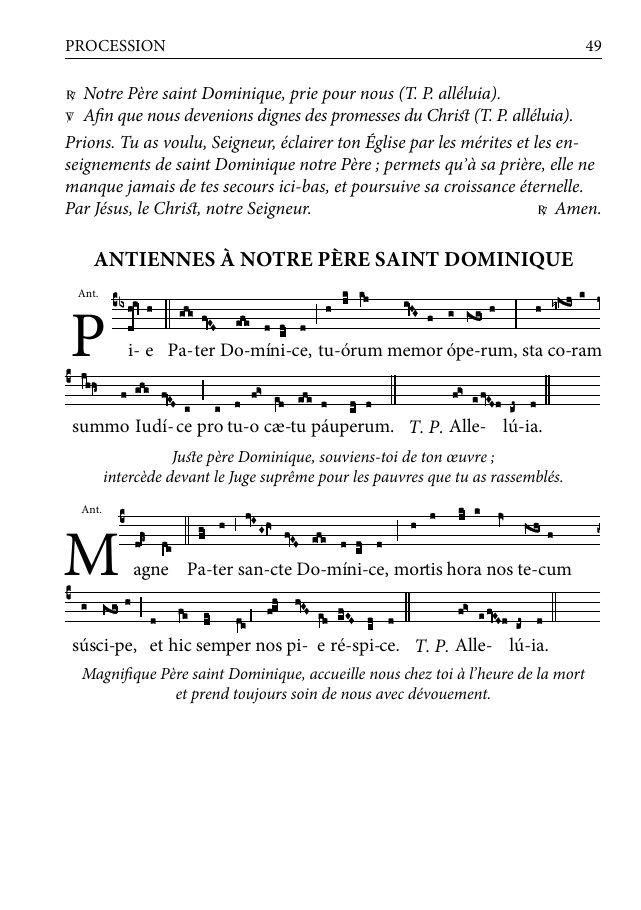 PROCESSION 49
℟ Notre Père saint Dominique, prie pour nous (T. P. alléluia).
℣ Afin que nous devenions dignes des promesses du Christ (T. P. alléluia).
Prions. Tu as voulu, Seigneur, éclairer ton Église par les mérites et les en-
seignements de saint Dominique notre Père ; permets qu’à sa prière, elle ne
manque jamais de tes secours ici-bas, et poursuive sa croissance éternelle.
Par Jésus, le Christ, notre Seigneur. ℟ Amen.
ANTIENNES À NOTRE PÈRE SAINT DOMINIQUE
Ant.
Pi- e Pa-ter Do-míni-ce, tu-órum memor ópe-rum, sta co-ram
summo Iudí-ce pro tu-o cæ-tu páuperum. T. P. Alle- lú-ia.
Juste père Dominique, souviens-toi de ton œuvre ;
intercède devant le Juge suprême pour les pauvres que tu as rassemblés.
Ant.
Magne Pa-ter san-cte Do-míni-ce, mortis hora nos te-cum
súsci-pe, et hic semper nos pi- e ré-spi-ce. T. P. Alle- lú-ia.
Magnifique Père saint Dominique, accueille nous chez toi à l’heure de la mort
et prend toujours soin de nous avec dévouement.